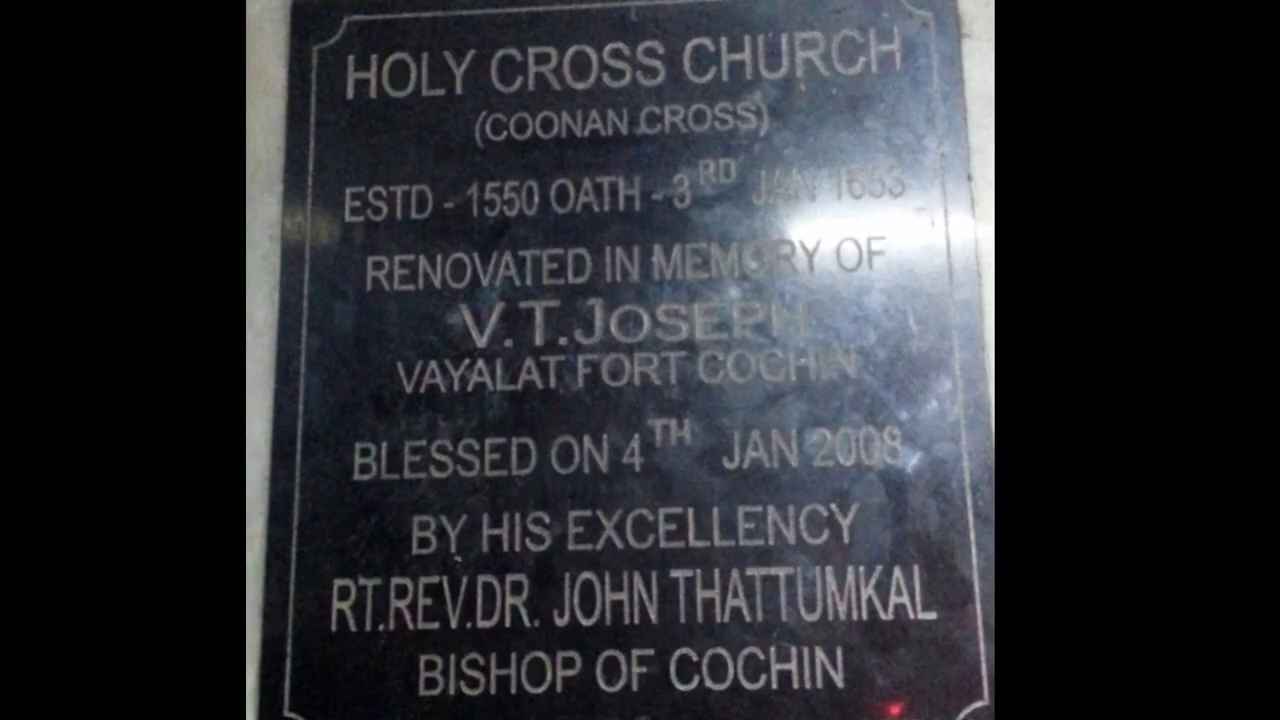 HOLY CROSS CHURCH
(COONAN CROSS)
ESTD - 1550 OATH - 3RD JAN 1653
RENOVATED IN MEMORY OF
V.T.JOSEPH
VAYALAT FORT COCHIN
BLESSED ON 4TH JAN 2008
BY HIS EXCELLENCY
RT.REV.DR. JOHN THATTUMKAL
BISHOP OF COCHIN